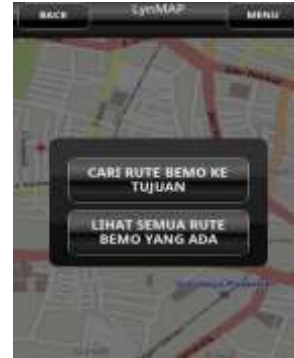 BACK
LynMAP
MENU
CARI RUTE BEMO KE
TUJUAN
LIHAT SEMUA RUTE
BEMO YANG ADA